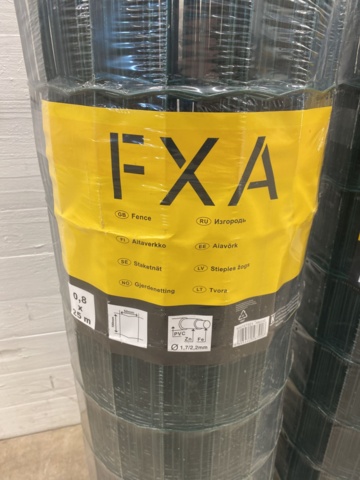 FXA
GB Fence
RU Изгородь
FI Aitaverkko
EE Aiavõrk
SE Staketnät
LV Stieples žogs
NO Gjerdenetting
LT Tvora
0,8 x 25 m
PVC
Zn Fe
Ø 1,7/2,2mm